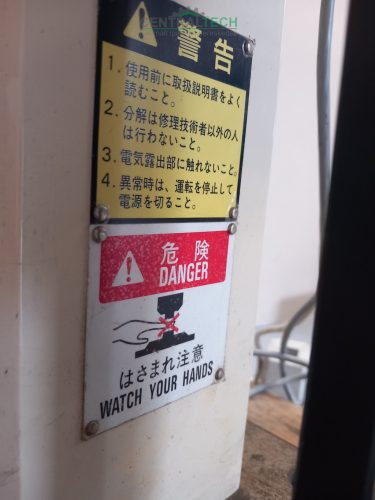 CENTRALTECH
警告
1. 使用前に取扱説明書をよく
読むこと。
2. 分解は修理技術者以外の人
は行わないこと。
3. 電気露出部に触れないこと。
4. 異常時は、運転を停止して
電源を切ること。
危険
DANGER
はさまれ注意
WATCH YOUR HANDS